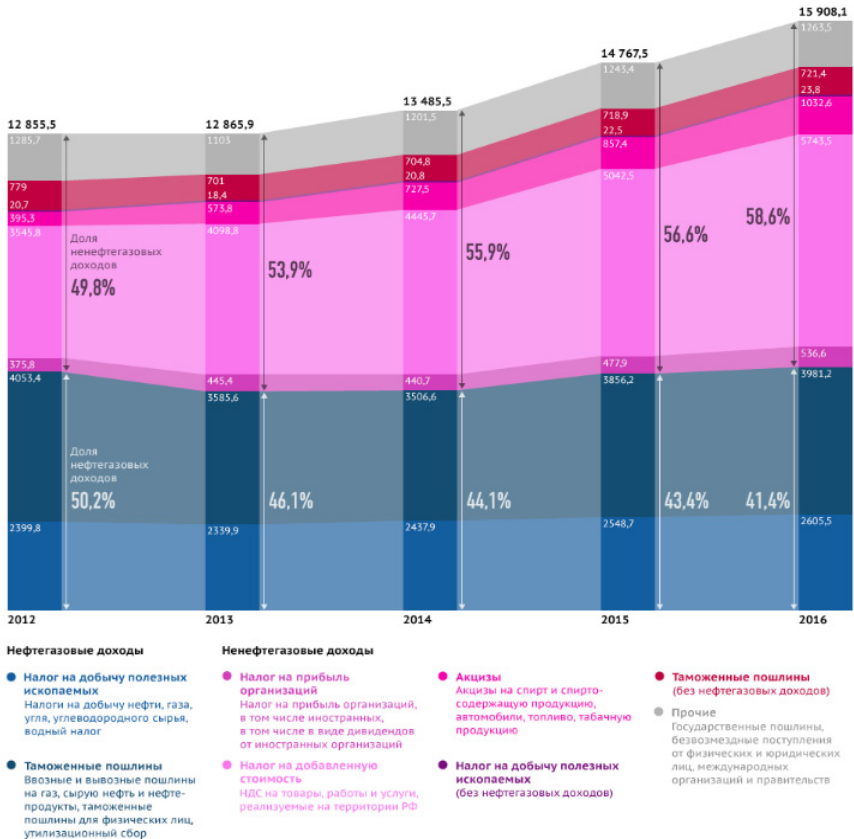 12 855,5
1285,7
779
20,7
395,3
3545,8
375,8
4053,4
2399,8
2012
Доля
ненефтегазовых
доходов
49,8%
Доля
нефтегазовых
доходов
50,2%
12 865,9
1103
701
18,4
573,8
4098,8
445,4
3585,6
2339,9
2013
53,9%
46,1%
13 485,5
1201,5
704,8
20,8
727,5
4445,7
440,7
3506,6
2437,9
2014
55,9%
44,1%
14 767,5
1243,4
718,9
22,5
857,4
5042,5
477,9
3856,2
2548,7
2015
56,6%
43,4%
15 908,1
1263,5
721,4
23,8
1032,6
5743,5
536,6
3981,2
2605,5
2016
58,6%
41,4%
Нефтегазовые доходы
Налог на добычу полезных
ископаемых
Налоги на добычу нефти, газа,
угля, углеводородного сырья,
водный налог
Таможенные пошлины
Ввозные и вывозные пошлины
на газ, сырую нефть и нефте-
продукты, таможенные
пошлины для физических лиц,
утилизационный сбор
Ненефтегазовые доходы
Налог на прибыль
организаций
Налог на прибыль организаций,
в том числе иностранных,
в том числе в виде дивидендов
от иностранных организаций
Налог на добавленную
стоимость
НДС на товары, работы и услуги,
реализуемые на территории РФ
Акцизы
Акцизы на спирт и спирто-
содержащую продукцию,
автомобили, топливо, табачную
продукцию
Налог на добычу полезных
ископаемых
(без нефтегазовых доходов)
Таможенные пошлины
(без нефтегазовых доходов)
Прочие
Государственные пошлины,
безвозмездные поступления
от физических и юридических
лиц, международных
организаций и правительств